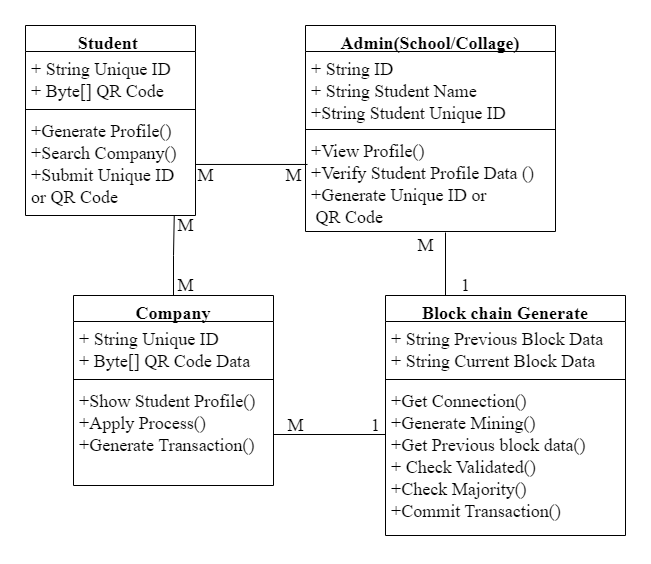 Student
+ String Unique ID
+ Byte[] QR Code
+Generate Profile()
+Search Company()
+Submit Unique ID
or QR Code
Admin(School/Collage)
+ String ID
+ String Student Name
+String Student Unique ID
+View Profile()
+Verify Student Profile Data ()
+Generate Unique ID or
QR Code
M
M
M
M
M
1
Company
+ String Unique ID
+ Byte[] QR Code Data
+Show Student Profile()
+Apply Process()
+Generate Transaction()
M
1
Block chain Generate
+ String Previous Block Data
+ String Current Block Data
+Get Connection()
+Generate Mining()
+Get Previous block data()
+ Check Validated()
+Check Majority()
+Commit Transaction()